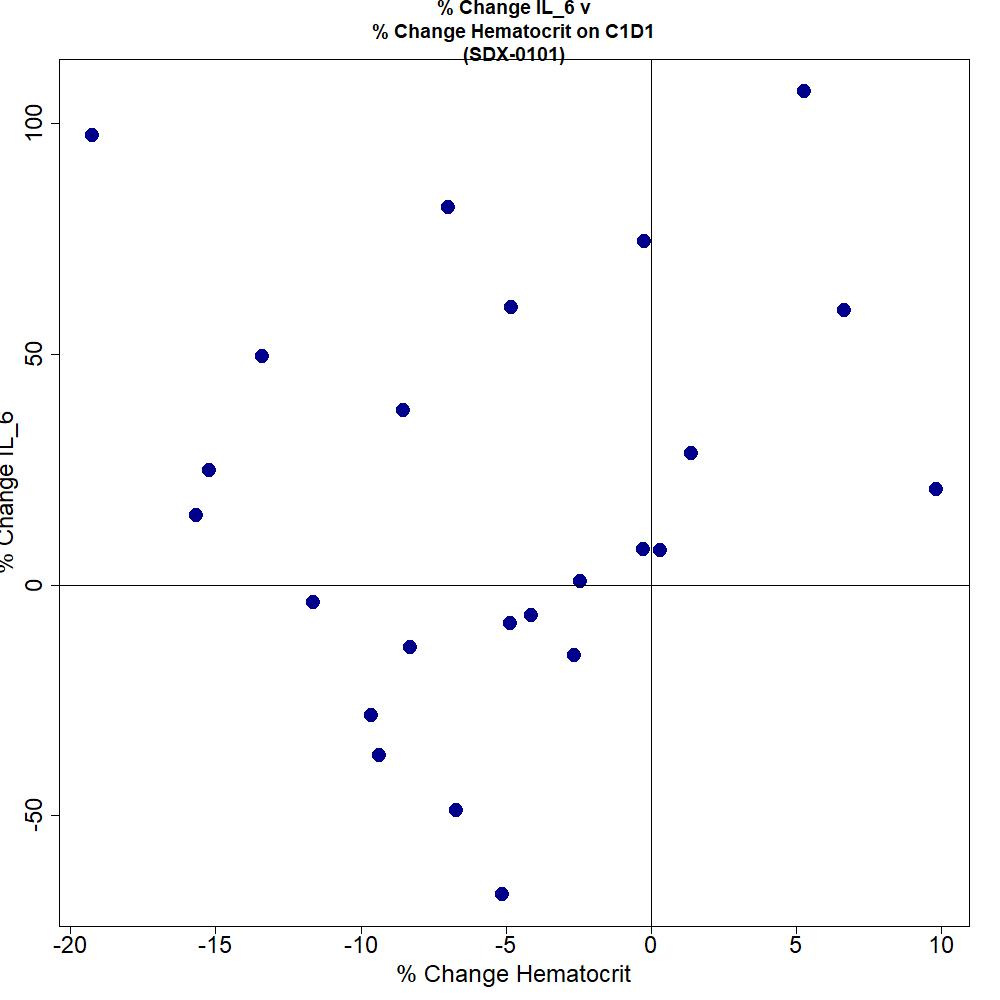 % Change IL_6 v
% Change Hematocrit on C1D1
(SDX-0101)
100
50
0
-50
% Change IL_6
-20 -15 -10 -5 0 5 10
% Change Hematocrit